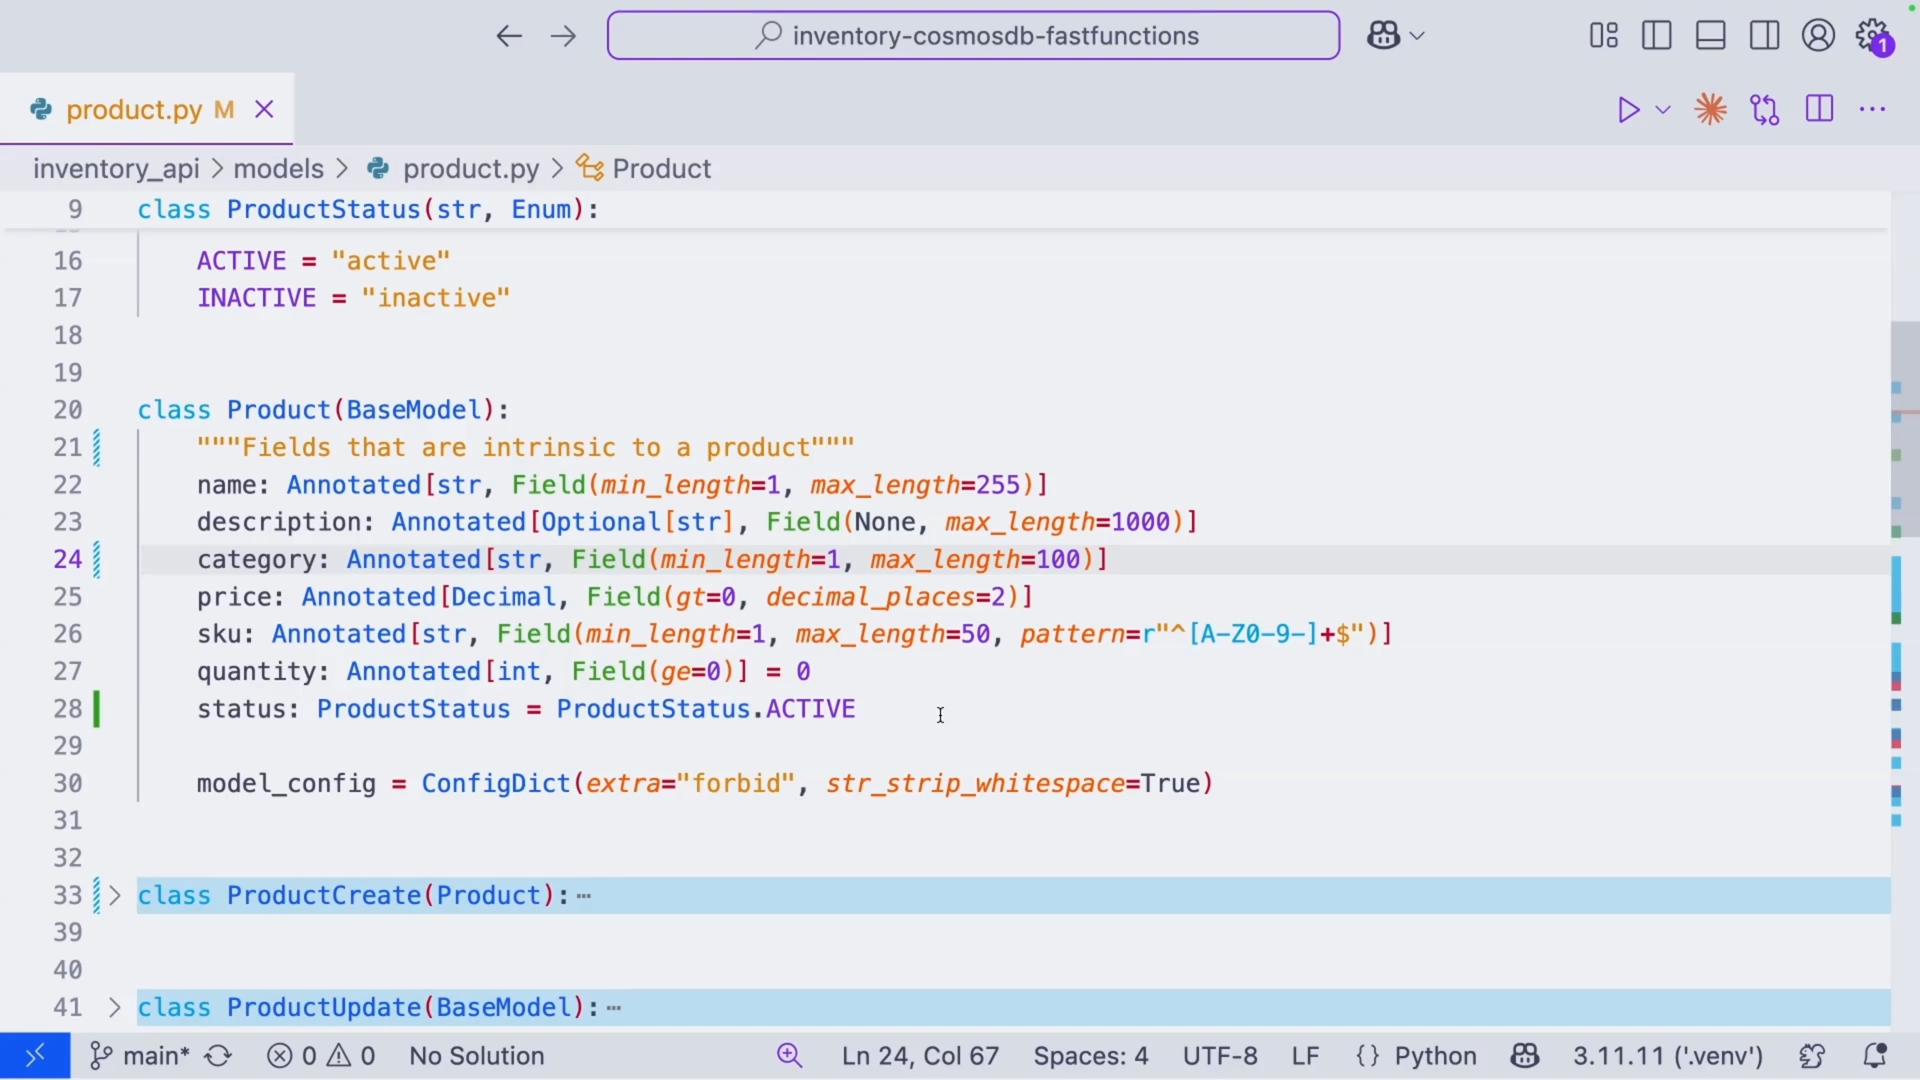 inventory-cosmosdb-fastfunctions
1
product.py M
inventory_api > models > product.py > Product
9 class ProductStatus(str, Enum):
16 ACTIVE = "active"
17 INACTIVE = "inactive"
18
19
20 class Product(BaseModel):
21 """Fields that are intrinsic to a product"""
22 name: Annotated[str, Field(min_length=1, max_length=255)]
23 description: Annotated[Optional[str], Field(None, max_length=1000)]
24 category: Annotated[str, Field(min_length=1, max_length=100)]
25 price: Annotated[Decimal, Field(gt=0, decimal_places=2)]
26 sku: Annotated[str, Field(min_length=1, max_length=50, pattern=r"^[A-Z0-9-]+$")]
27 quantity: Annotated[int, Field(ge=0)] = 0
28 status: ProductStatus = ProductStatus.ACTIVE
29
30 model_config = ConfigDict(extra="forbid", str_strip_whitespace=True)
31
32
33 class ProductCreate(Product):⋯
39
40
41 class ProductUpdate(BaseModel):⋯
main* 0 0 No Solution Ln 24, Col 67 Spaces: 4 UTF-8 LF {} Python 3.11.11 ('.venv')